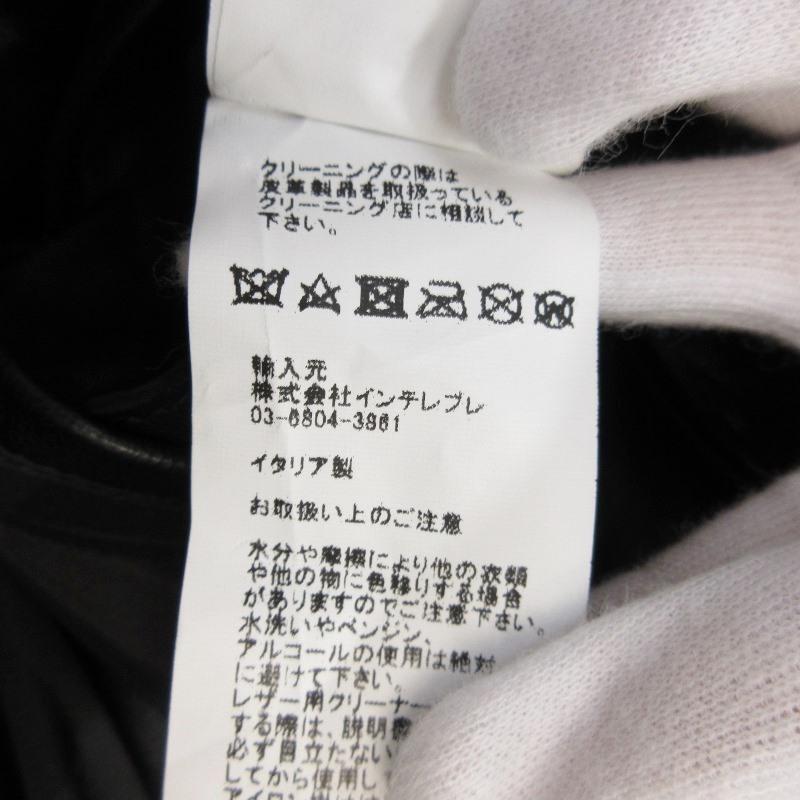 クリーニングの際は
皮革製品を取扱っている
クリーニング店に相談して
下さい。
輸入元
株式会社インテレプレ
03-6804-3861
イタリア製
お取扱い上のご注意
水分や摩擦により他の衣類
や他の物に色移りする場合
がありますのでご注意下さい。
水洗いやベンジン、
アルコールの使用は絶対
に避けて下さい。
レザー用クリーナー
する際は、説明書
必ず目立たない
してから使用し
アイロン掛けは